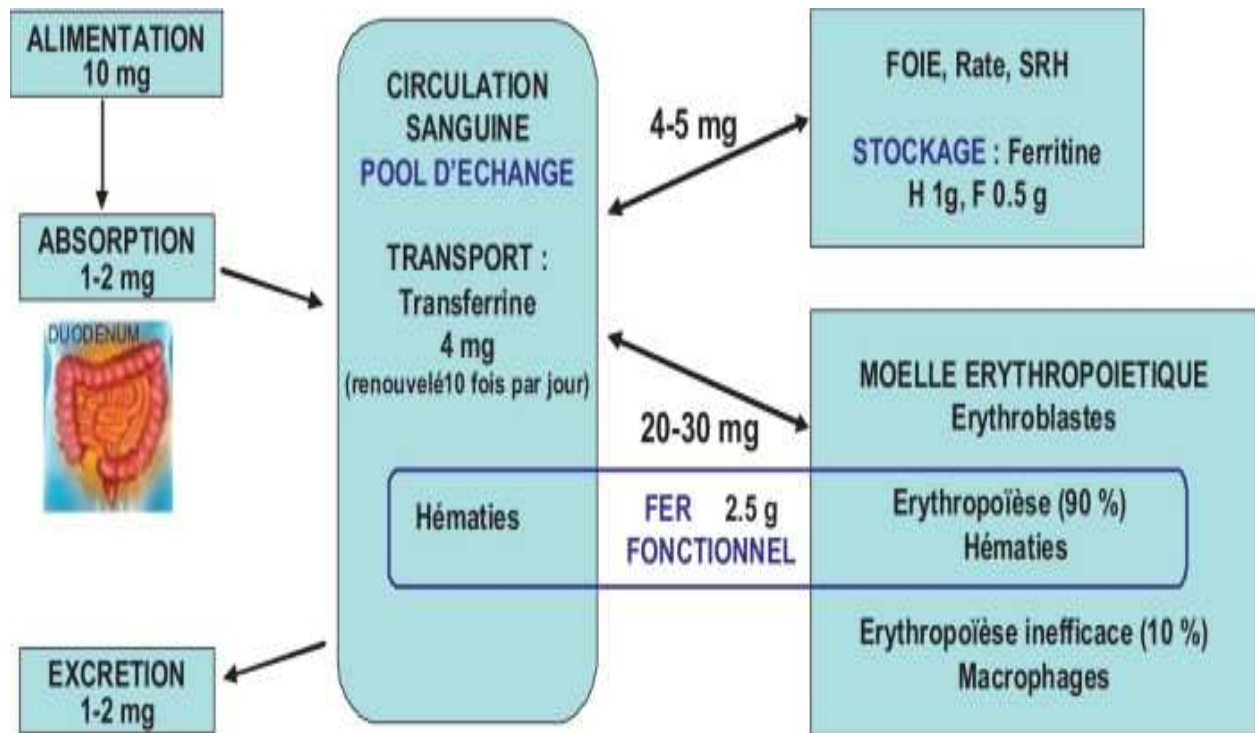 ALIMENTATION
10 mg
ABSORPTION
1-2 mg
DUODENUM
EXCRETION
1-2 mg
CIRCULATION
SANGUINE
POOL D'ECHANGE
TRANSPORT :
Transferrine
4 mg
(renouvelé10 fois par jour)
Hématies
4-5 mg
20-30 mg
FER 2.5 g
FONCTIONNEL
FOIE, Rate, SRH
STOCKAGE : Ferritine
H 1g, F 0.5 g
MOELLE ERYTHROPOIETIQUE
Erythroblastes
Erythropoïèse (90 %)
Hématies
Erythropoïèse inefficace (10 %)
Macrophages